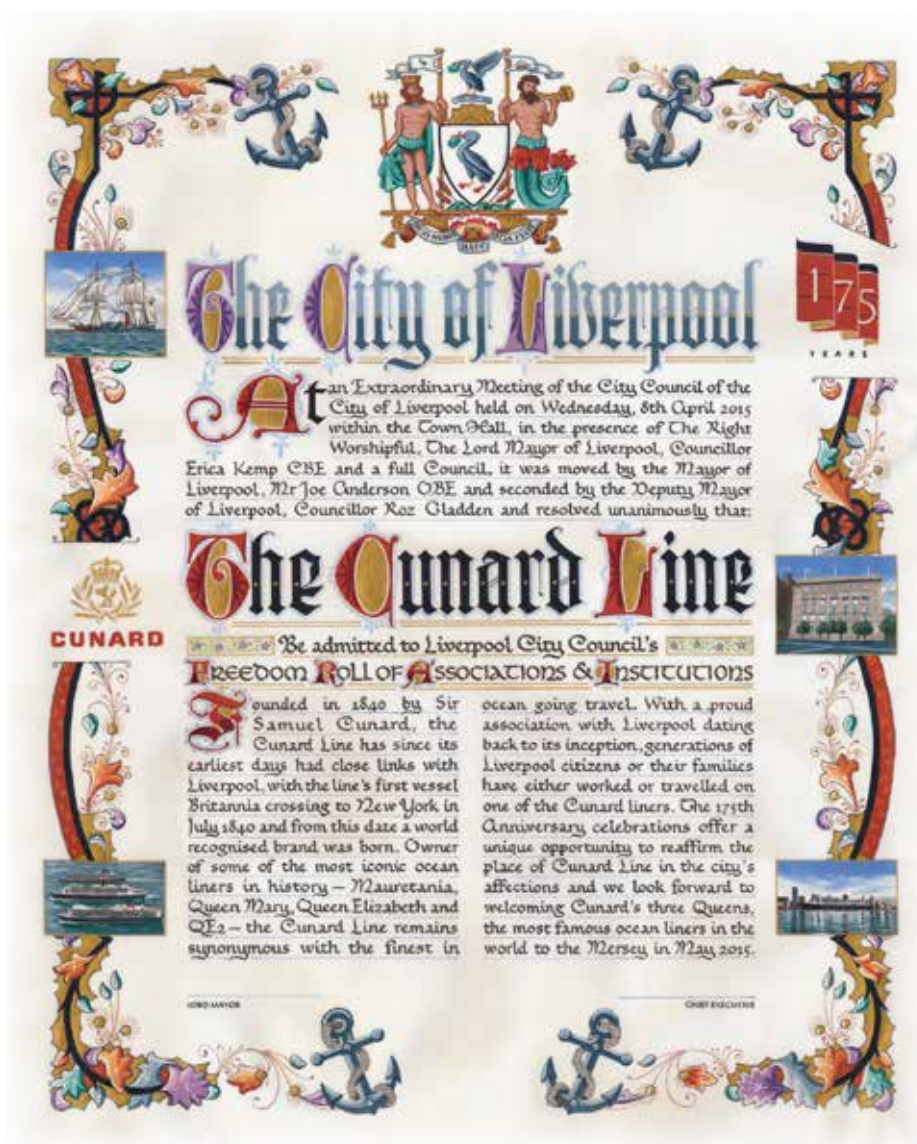 The City of Liverpool
175
YEARS
At an Extraordinary Meeting of the City Council of the
City of Liverpool held on Wednesday, 8th April 2015
within the Town Hall, in the presence of The Right
Worshipful, The Lord Mayor of Liverpool, Councillor
Erica Kemp CBE and a full Council, it was moved by the Mayor of
Liverpool, Mr Joe Anderson OBE and seconded by the Deputy Mayor
of Liverpool, Councillor Roz Gladden and resolved unanimously that:
The Cunard Line
CUNARD
Be admitted to Liverpool City Council's
FREEDOM ROLL OF ASSOCIATIONS & INSTITUTIONS
Founded in 1840 by Sir
Samuel Cunard, the
Cunard Line has since its
earliest days had close links with
Liverpool, with the line's first vessel
Britannia crossing to New York in
July 1840 and from this date a world
recognised brand was born. Owner
of some of the most iconic ocean
liners in history – Mauretania,
Queen Mary, Queen Elizabeth and
QE2 – the Cunard Line remains
synonymous with the finest in
ocean going travel. With a proud
association with Liverpool dating
back to its inception, generations of
Liverpool citizens or their families
have either worked or travelled on
one of the Cunard liners. The 175th
Anniversary celebrations offer a
unique opportunity to reaffirm the
place of Cunard Line in the city's
affections and we look forward to
welcoming Cunard's three Queens,
the most famous ocean liners in the
world to the Mersey in May 2015.
LORD MAYOR
CHIEF EXECUTIVE